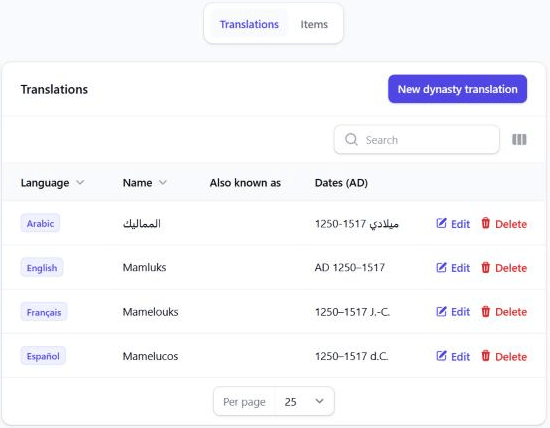 Translations Items
Translations New dynasty translation
Search
Language Name Also known as Dates (AD)
Arabic المماليك 1250-1517 ميلادي Edit Delete
English Mamluks AD 1250–1517 Edit Delete
Français Mamelouks 1250–1517 J.-C. Edit Delete
Español Mamelucos 1250–1517 d.C. Edit Delete
Per page 25